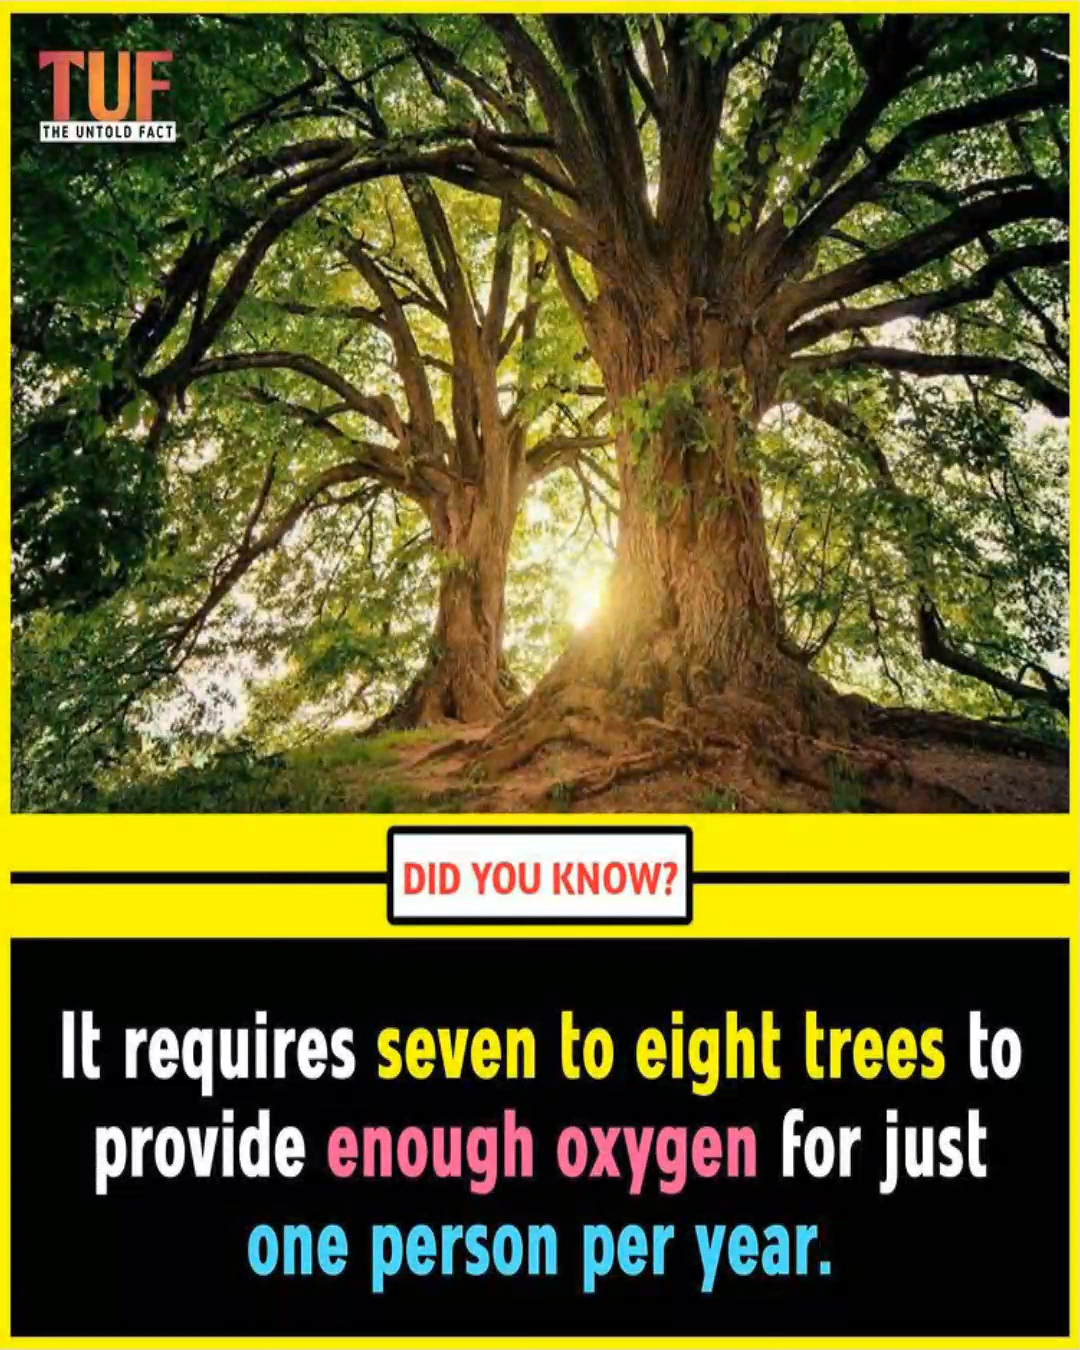 TUF
THE UNTOLD FACT
DID YOU KNOW?
It requires seven to eight trees to
provide enough oxygen for just
one person per year.